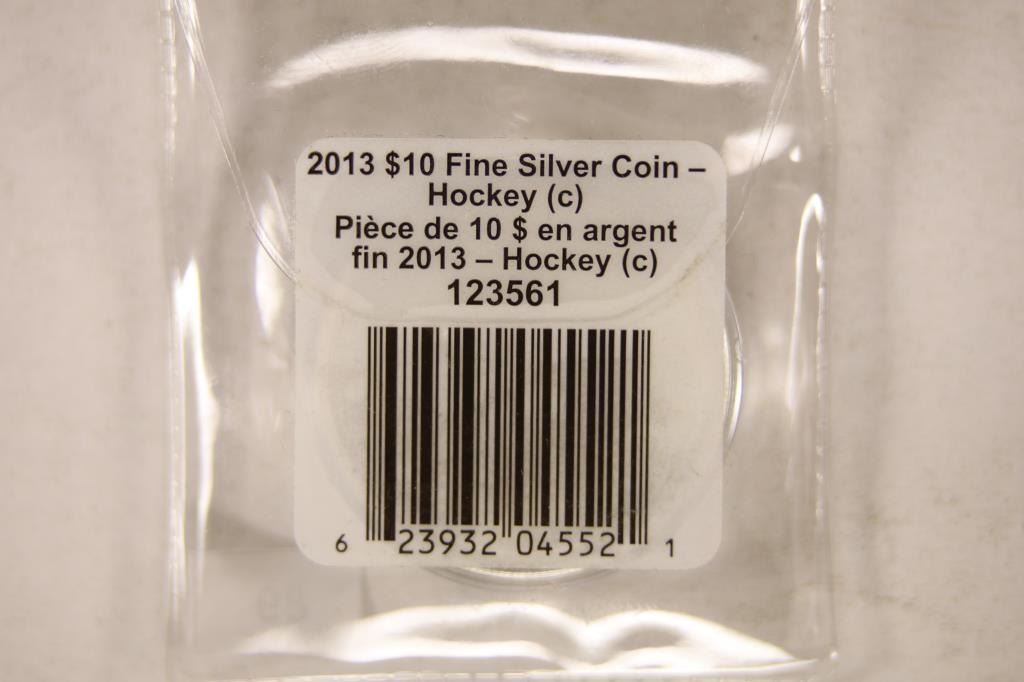 2013 $10 Fine Silver Coin –
Hockey (c)
Pièce de 10 $ en argent
fin 2013 – Hockey (c)
123561
6 23932 04552 1